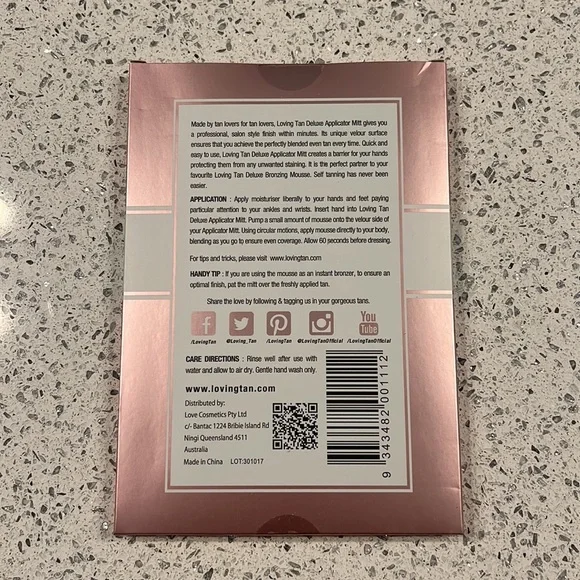 Made by tan lovers for tan lovers, Loving Tan Deluxe Applicator Mitt gives you
a professional, salon style finish within minutes. Its unique velour surface
ensures that you achieve the perfectly blended even tan every time. Quick and
easy to use, Loving Tan Deluxe Applicator Mitt creates a barrier for your hands
protecting them from any unwanted staining. It is the perfect partner to your
favourite Loving Tan Deluxe Bronzing Mousse. Self tanning has never been
easier.
APPLICATION : Apply moisturiser liberally to your hands and feet paying
particular attention to your ankles and wrists. Insert hand into Loving Tan
Deluxe Applicator Mitt. Pump a small amount of mousse onto the velour side of
your Applicator Mitt. Using circular motions, apply mousse directly to your body,
blending as you go to ensure even coverage. Allow 60 seconds before dressing.
For tips and tricks, please visit www.lovingtan.com
HANDY TIP : If you are using the mousse as an instant bronzer, to ensure an
optimal finish, pat the mitt over the freshly applied tan.
Share the love by following & tagging us in your gorgeous tans.
You
Tube
/LovingTan @Loving_Tan /LovingTan @LovingTanOfficial /LovingTanOfficial
CARE DIRECTIONS : Rinse well after use with
water and allow to air dry. Gentle hand wash only.
www.lovingtan.com
Distributed by:
Love Cosmetics Pty Ltd
c/- Bantac 1224 Bribie Island Rd
Ningi Queensland 4511
Australia
Made in China LOT:301017
9 343482 001112